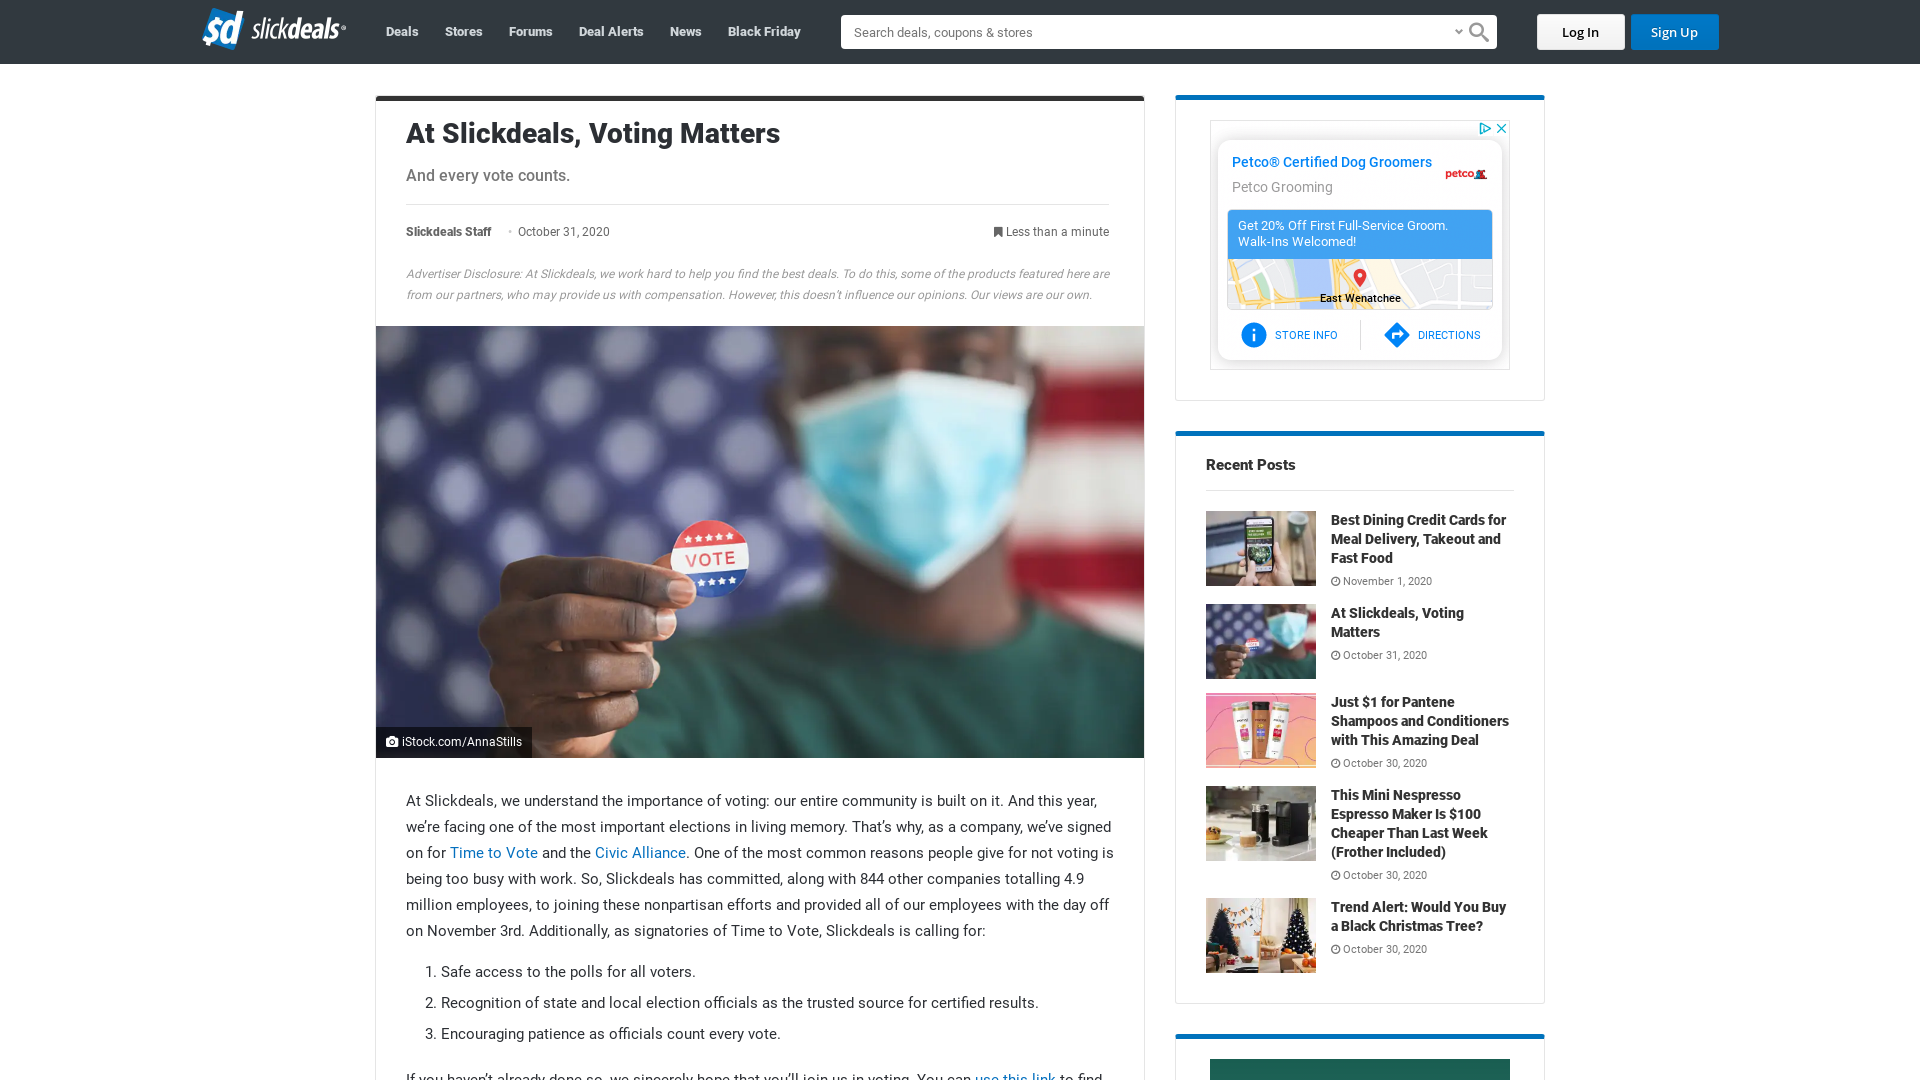 sd slickdeals
Deals
Stores
Forums
Deal Alerts
News
Black Friday
Search deals, coupons & stores
Log In
Sign Up
At Slickdeals, Voting Matters
And every vote counts.
Slickdeals Staff • October 31, 2020
Less than a minute
Advertiser Disclosure: At Slickdeals, we work hard to help you find the best deals. To do this, some of the products featured here are
from our partners, who may provide us with compensation. However, this doesn’t influence our opinions. Our views are our own.
VOTE
iStock.com/AnnaStills
At Slickdeals, we understand the importance of voting: our entire community is built on it. And this year,
we’re facing one of the most important elections in living memory. That’s why, as a company, we’ve signed
on for Time to Vote and the Civic Alliance. One of the most common reasons people give for not voting is
being too busy with work. So, Slickdeals has committed, along with 844 other companies totalling 4.9
million employees, to joining these nonpartisan efforts and provided all of our employees with the day off
on November 3rd. Additionally, as signatories of Time to Vote, Slickdeals is calling for:
1. Safe access to the polls for all voters.
2. Recognition of state and local election officials as the trusted source for certified results.
3. Encouraging patience as officials count every vote.
If you haven’t already done so, we sincerely hope that you’ll join us in voting. You can use this link to find
Petco® Certified Dog Groomers
Petco Grooming
petco
Get 20% Off First Full-Service Groom.
Walk-Ins Welcomed!
East Wenatchee
STORE INFO
DIRECTIONS
Recent Posts
Best Dining Credit Cards for
Meal Delivery, Takeout and
Fast Food
November 1, 2020
At Slickdeals, Voting
Matters
October 31, 2020
Just $1 for Pantene
Shampoos and Conditioners
with This Amazing Deal
October 30, 2020
This Mini Nespresso
Espresso Maker Is $100
Cheaper Than Last Week
(Frother Included)
October 30, 2020
Trend Alert: Would You Buy
a Black Christmas Tree?
October 30, 2020